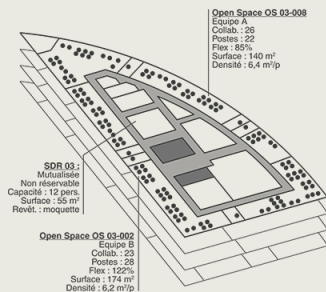 Open Space OS 03-008
Equipe A
Collab. : 26
Postes : 22
Flex : 85%
Surface : 140 m²
Densité : 6,4 m²/p
SDR 03 :
Mutualisée
Non réservable
Capacité : 12 pers.
Surface : 55 m²
Revêt. : moquette
Open Space OS 03-002
Equipe B
Collab. : 23
Postes : 28
Flex : 122%
Surface : 174 m²
Densité : 6,2 m²/p